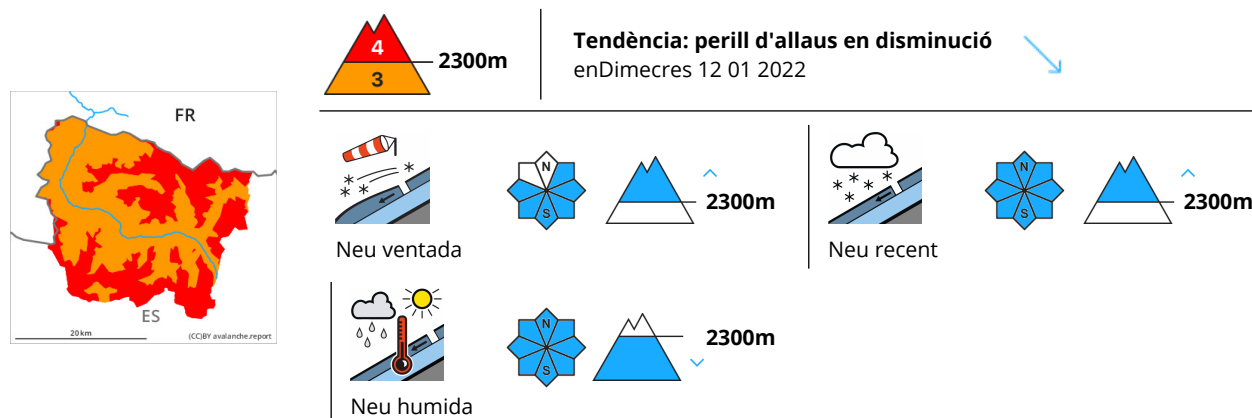 4
3
2300m
Tendència: perill d'allaus en disminució
enDimecres 12 01 2022
FR
ES
20 km
(CC)BY avalanche.report
N
S
2300m
Neu ventada
N
S
2300m
Neu recent
N
S
2300m
Neu humida